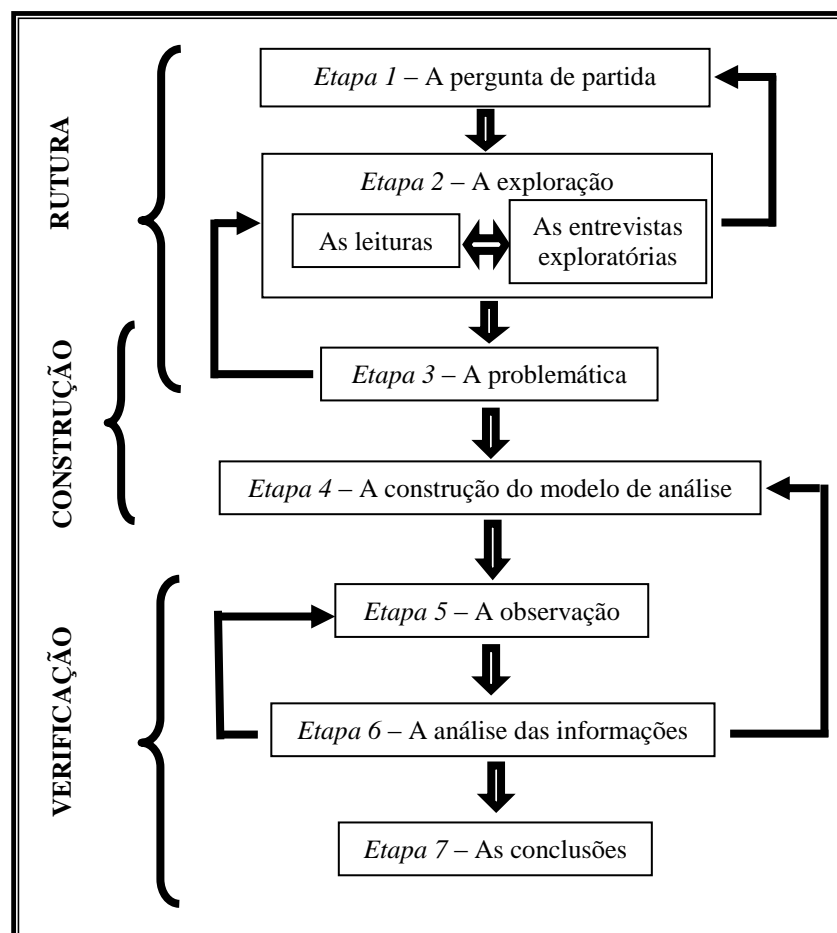 RUTURA
Etapa 1 – A pergunta de partida
Etapa 2 – A exploração
As leituras
As entrevistas
exploratórias
Etapa 3 – A problemática
CONSTRUÇÃO
Etapa 4 – A construção do modelo de análise
VERIFICAÇÃO
Etapa 5 – A observação
Etapa 6 – A análise das informações
Etapa 7 – As conclusões